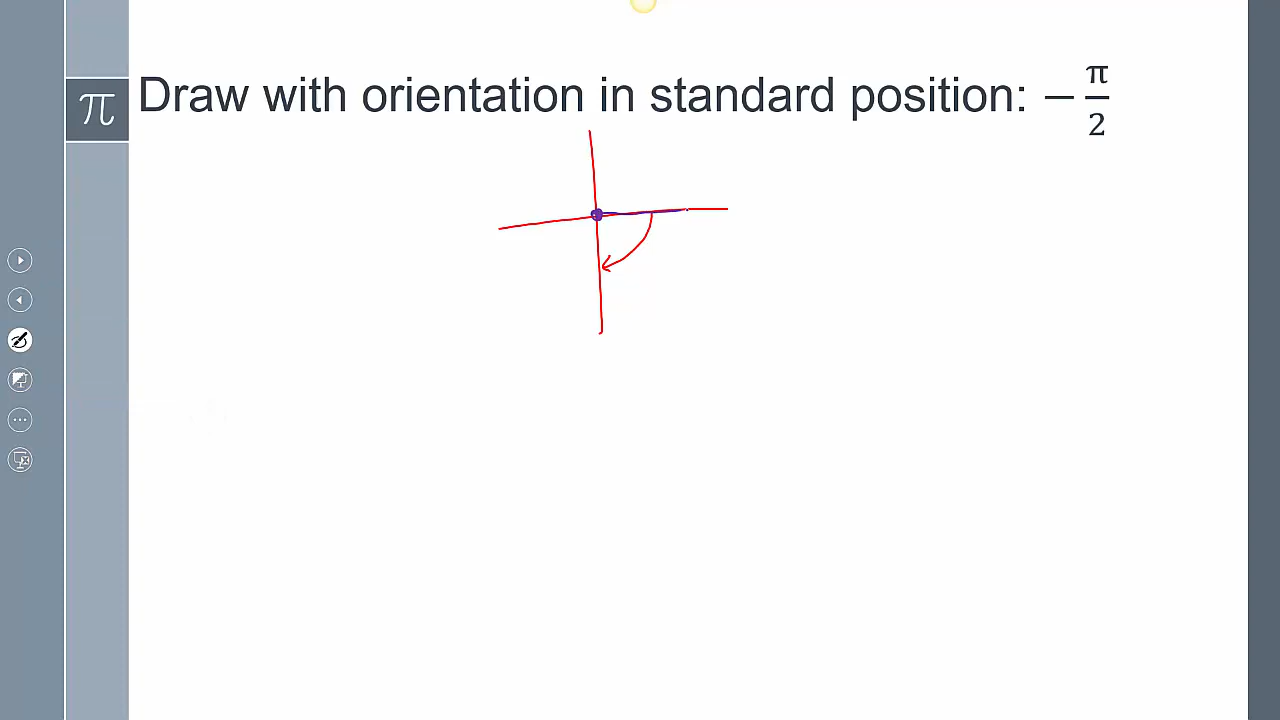 π Draw with orientation in standard position: −π/2